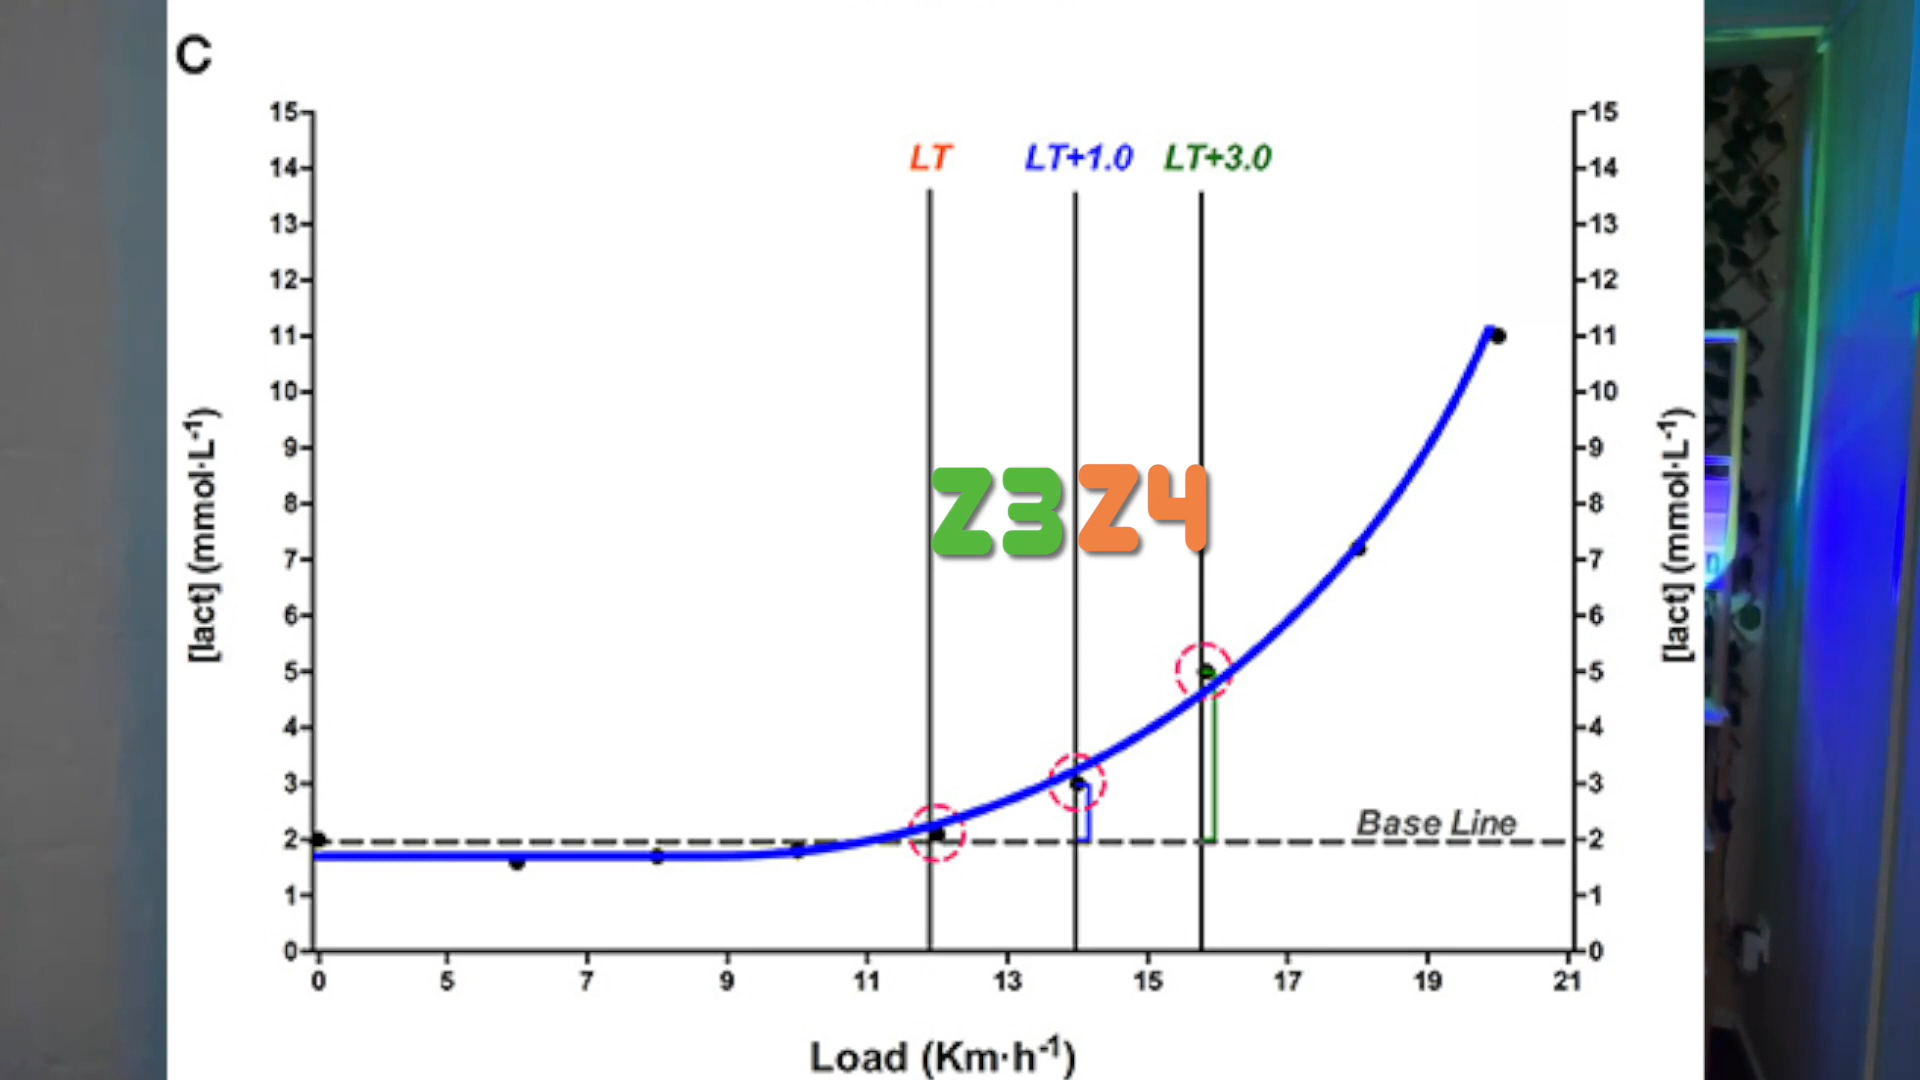 C
LT LT+1.0 LT+3.0
15 15
14 14
13 13
12 12
11 11
10 10
9 9
8 8
7 7
6 6
5 5
4 4
3 3
2 2
1 1
0 0
Z3 Z4
[lact] (mmol·L⁻¹)
[lact] (mmol·L⁻¹)
Base Line
0 5 7 9 11 13 15 17 19 21
Load (Km·h⁻¹)